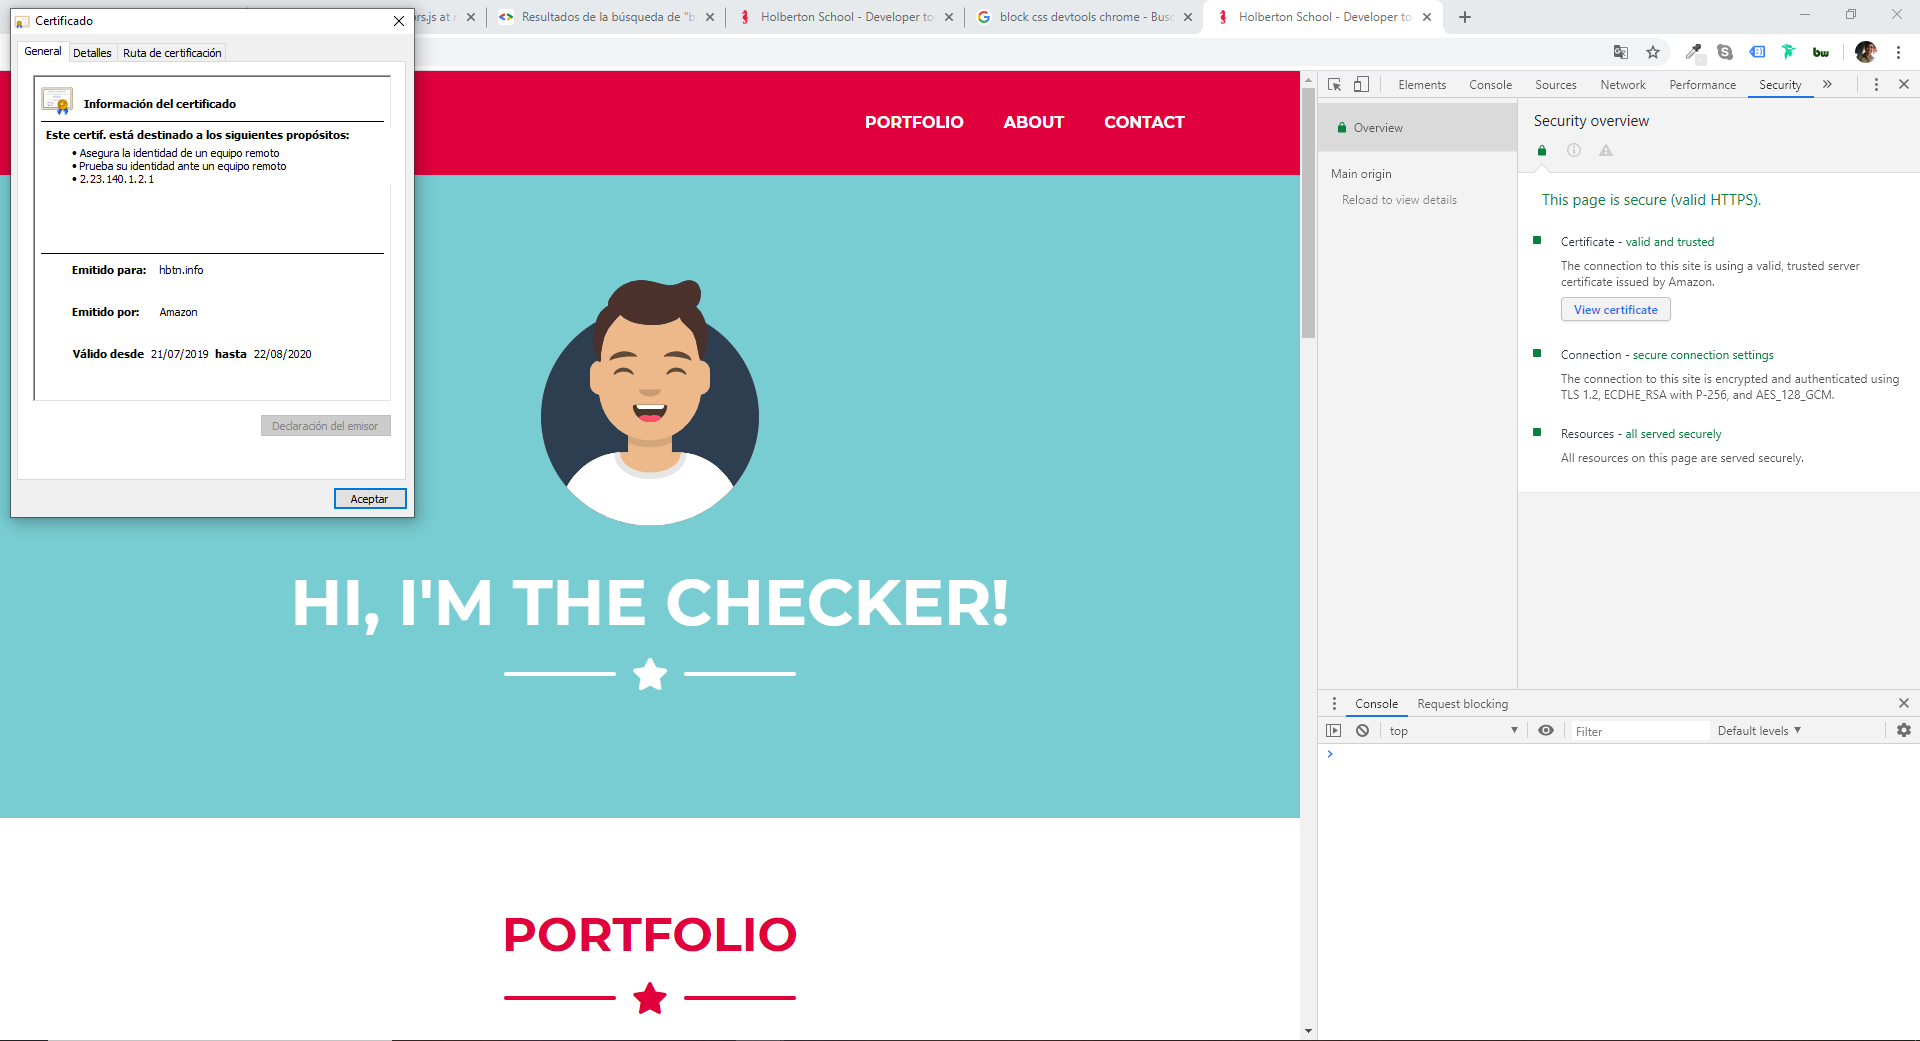 Certificado
General
Detalles
Ruta de certificación
Información del certificado
Este certif. está destinado a los siguientes propósitos:
• Asegura la identidad de un equipo remoto
• Prueba su identidad ante un equipo remoto
• 2.23.140.1.2.1
Emitido para: hbtn.info
Emitido por: Amazon
Válido desde 21/07/2019 hasta 22/08/2020
Declaración del emisor
Aceptar
ors.js at
Resultados de la búsqueda de "b
Holberton School - Developer to
block css devtools chrome - Bus
Holberton School - Developer to
bw
PORTFOLIO
ABOUT
CONTACT
HI, I'M THE CHECKER!
PORTFOLIO
Elements
Console
Sources
Network
Performance
Security
Overview
Main origin
Reload to view details
Security overview
This page is secure (valid HTTPS).
Certificate - valid and trusted
The connection to this site is using a valid, trusted server
certificate issued by Amazon.
View certificate
Connection - secure connection settings
The connection to this site is encrypted and authenticated using
TLS 1.2, ECDHE_RSA with P-256, and AES_128_GCM.
Resources - all served securely
All resources on this page are served securely.
Console
Request blocking
top
Filter
Default levels